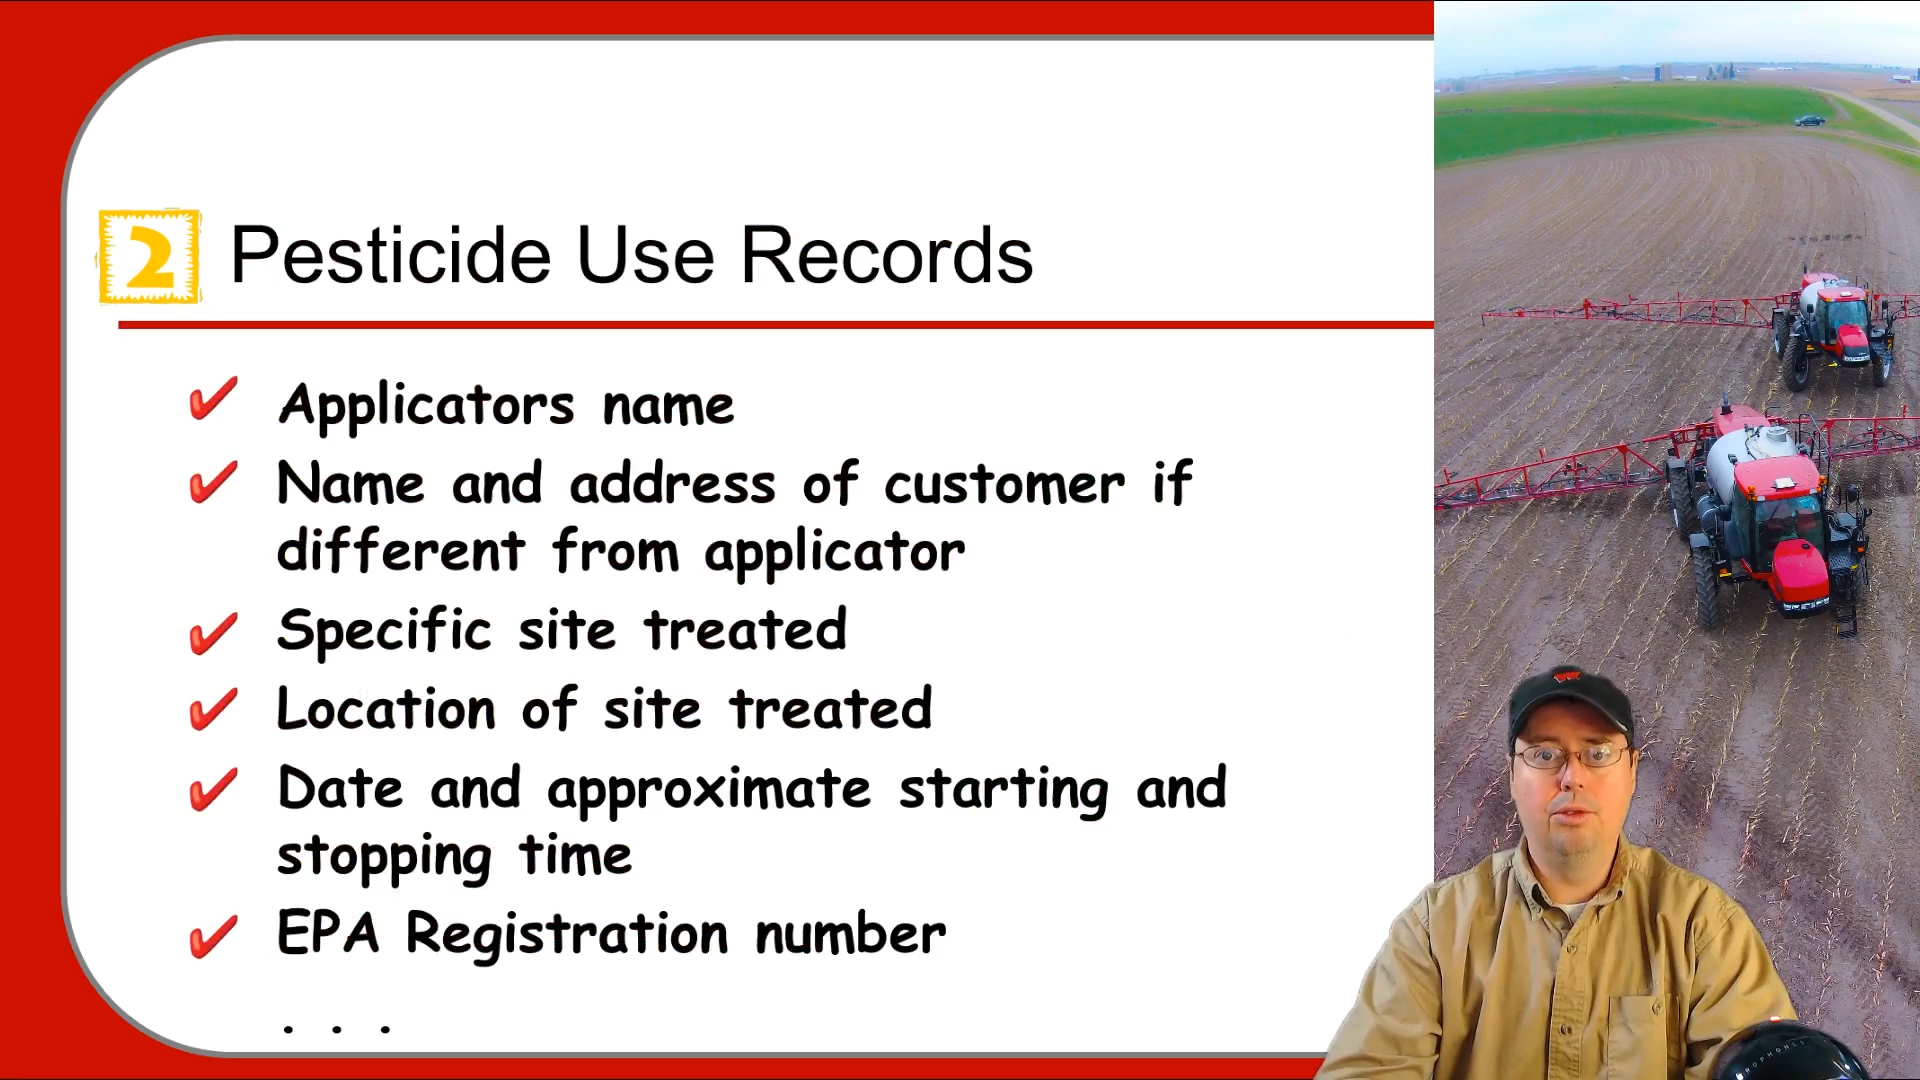 2 Pesticide Use Records
Applicators name
Name and address of customer if
different from applicator
Specific site treated
Location of site treated
Date and approximate starting and
stopping time
EPA Registration number
. . .